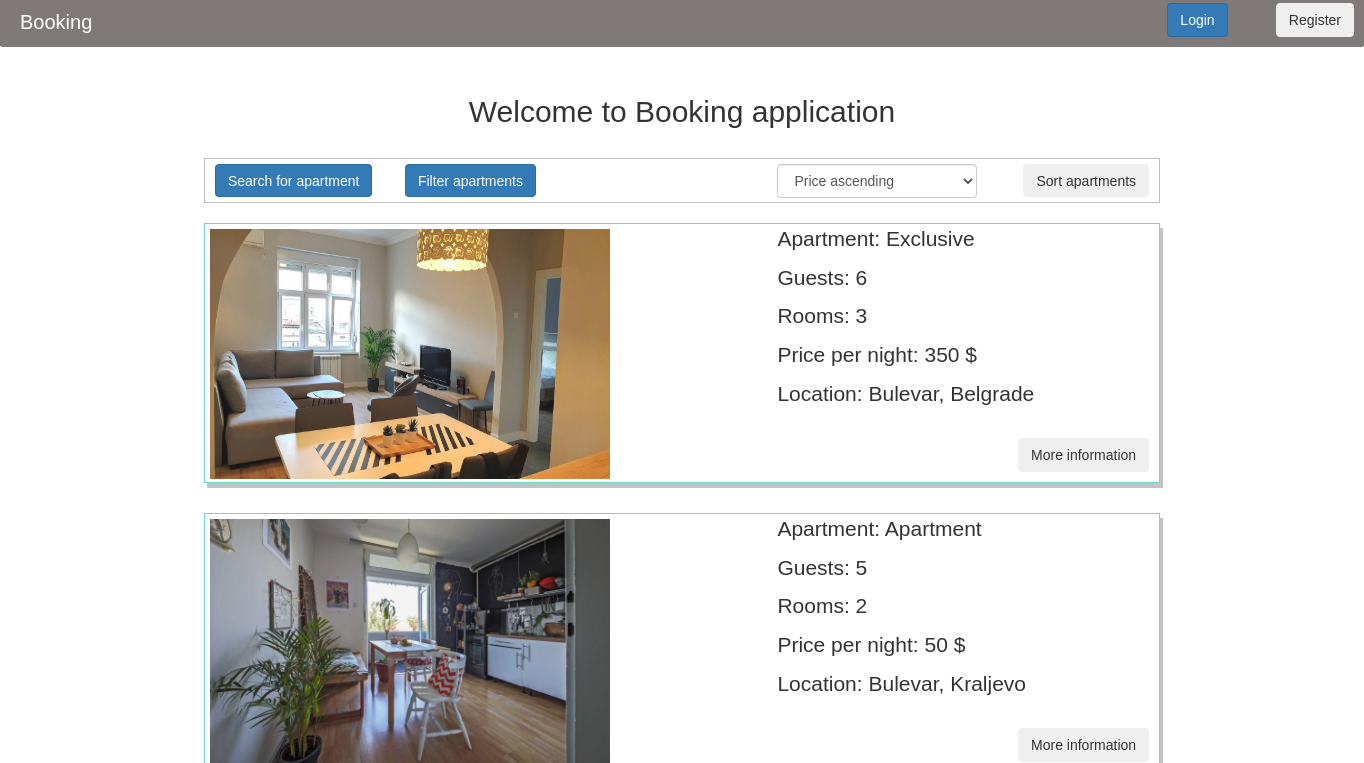 Booking
Login
Register
Welcome to Booking application
Search for apartment
Filter apartments
Price ascending
Sort apartments
Apartment: Exclusive
Guests: 6
Rooms: 3
Price per night: 350 $
Location: Bulevar, Belgrade
More information
Apartment: Apartment
Guests: 5
Rooms: 2
Price per night: 50 $
Location: Bulevar, Kraljevo
More information